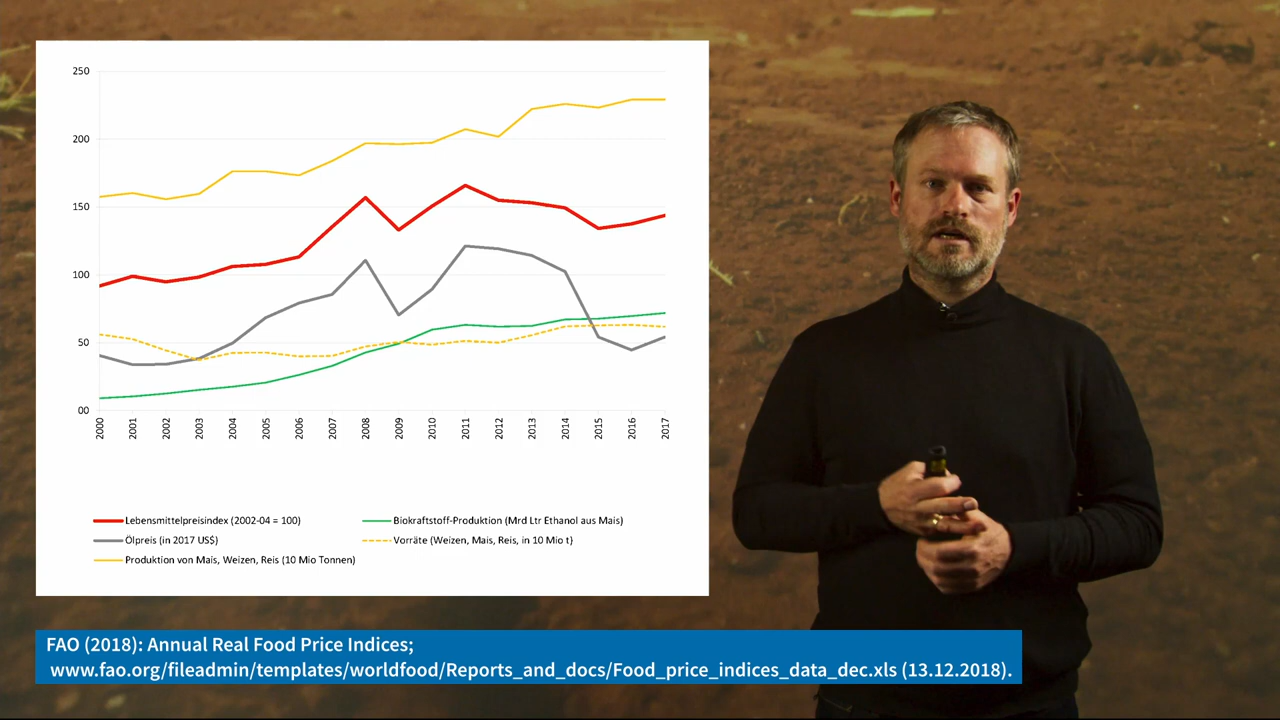 250
200
150
100
50
00
2000 2001 2002 2003 2004 2005 2006 2007 2008 2009 2010 2011 2012 2013 2014 2015 2016 2017
Lebensmittelpreisindex (2002-04 = 100)
Biokraftstoff-Produktion (Mrd Ltr Ethanol aus Mais)
Ölpreis (in 2017 US$)
Vorräte (Weizen, Mais, Reis, in 10 Mio t)
Produktion von Mais, Weizen, Reis (10 Mio Tonnen)
FAO (2018): Annual Real Food Price Indices;
www.fao.org/fileadmin/templates/worldfood/Reports_and_docs/Food_price_indices_data_dec.xls (13.12.2018).